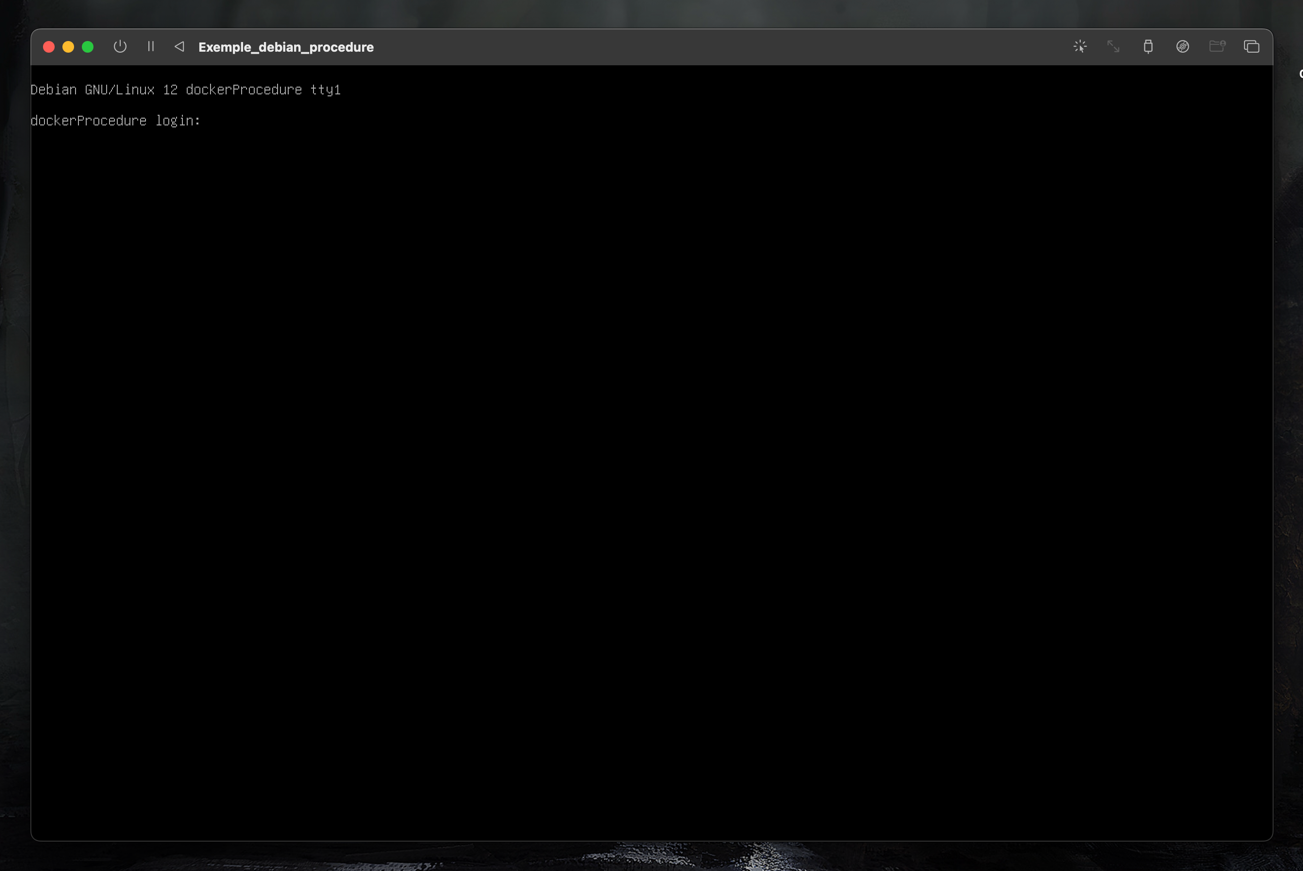 Exemple_debian_procedure
Debian GNU/Linux 12 dockerProcedure tty1
dockerProcedure login: